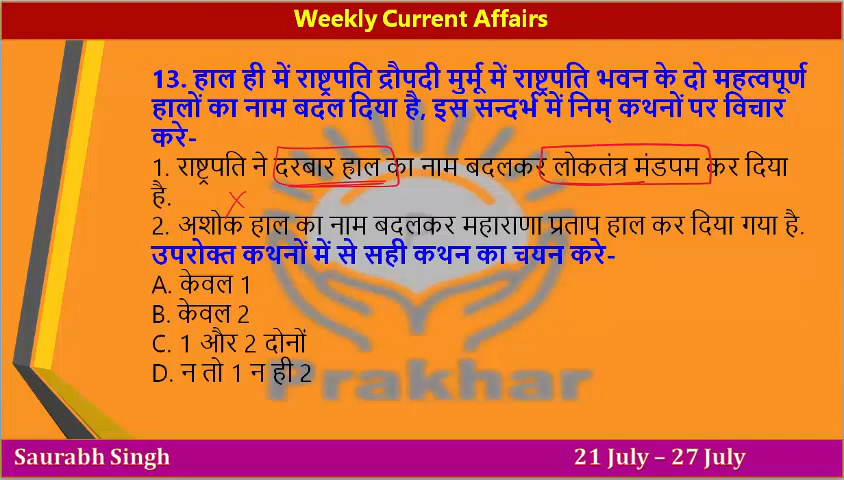 Weekly Current Affairs
13. हाल ही में राष्ट्रपति द्रौपदी मुर्मू में राष्ट्रपति भवन के दो महत्वपूर्ण
हालों का नाम बदल दिया है, इस सन्दर्भ में निम् कथनों पर विचार
करे-
1. राष्ट्रपति ने दरबार हाल का नाम बदलकर लोकतंत्र मंडपम कर दिया
है.
2. अशोक हाल का नाम बदलकर महाराणा प्रताप हाल कर दिया गया है.
उपरोक्त कथनों में से सही कथन का चयन करे-
A. केवल 1
B. केवल 2
C. 1 और 2 दोनों
D. न तो 1 न ही 2
Prakhar
Saurabh Singh
21 July – 27 July